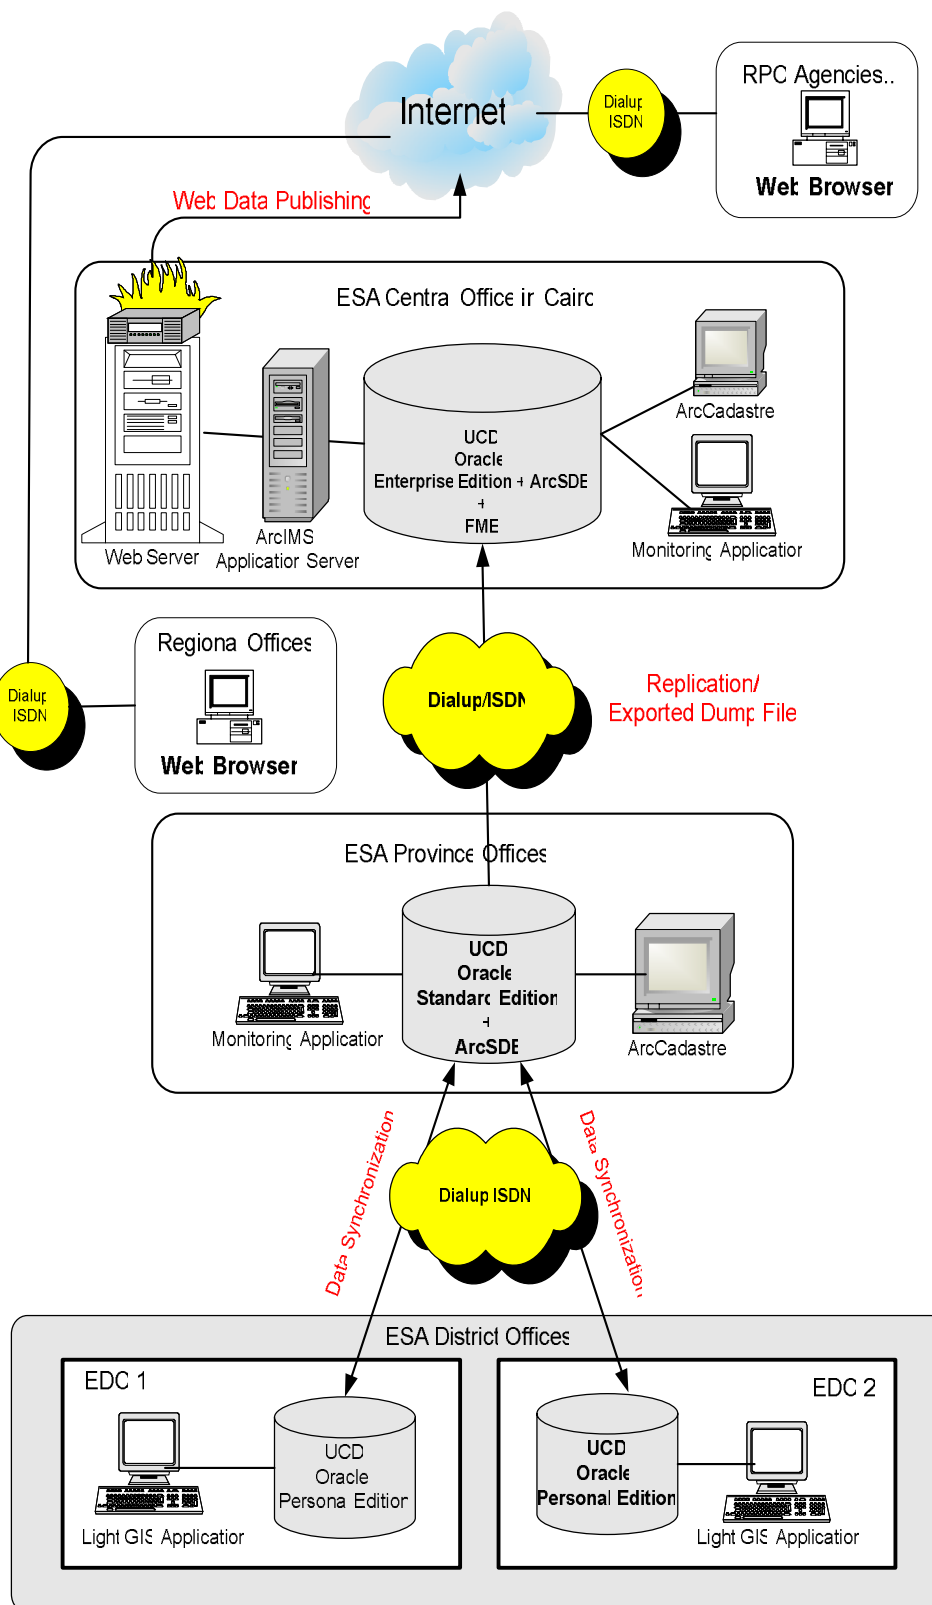 Internet
Dialup
ISDN
RPC Agencies..
Web Browser
Web Data Publishing
ESA Central Office in Cairo
UCD
Oracle
Enterprise Edition + ArcSDE
+
FME
ArcCadastre
Monitoring Application
Web Server
ArcIMS
Application Server
Dialup
ISDN
Regional Offices
Web Browser
Dialup/ISDN
Replication/
Exported Dump File
ESA Province Offices
UCD
Oracle
Standard Edition
+
ArcSDE
Monitoring Application
ArcCadastre
Data Synchronization
Dialup ISDN
Data Synchronization
ESA District Offices
EDC 1
UCD
Oracle
Personal Edition
Light GIS Application
EDC 2
UCD
Oracle
Personal Edition
Light GIS Application